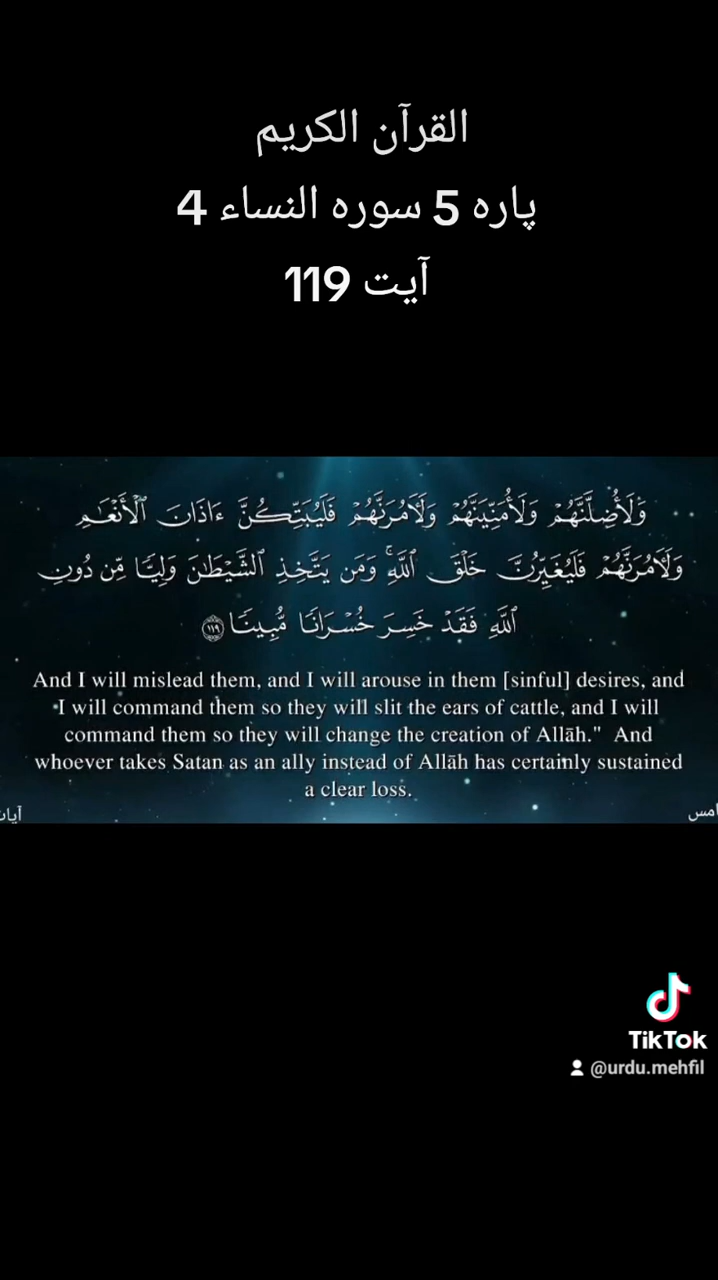 القرآن الكريم
پاره 5 سوره النساء 4
آيت 119
وَلَأُضِلَّنَّهُمْ وَلَأُمَنِّيَنَّهُمْ وَلَـَٔامُرَنَّهُمْ فَلَيُبَتِّكُنَّ ءَاذَانَ ٱلْأَنْعَـٰمِ
وَلَـَٔامُرَنَّهُمْ فَلَيُغَيِّرُنَّ خَلْقَ ٱللَّهِۚ وَمَن يَتَّخِذِ ٱلشَّيْطَـٰنَ وَلِيًّا مِّن دُونِ
ٱللَّهِ فَقَدْ خَسِرَ خُسْرَانًا مُّبِينًا ١١٩
And I will mislead them, and I will arouse in them [sinful] desires, and
I will command them so they will slit the ears of cattle, and I will
command them so they will change the creation of Allāh." And
whoever takes Satan as an ally instead of Allāh has certainly sustained
a clear loss.
TikTok
@urdu.mehfil